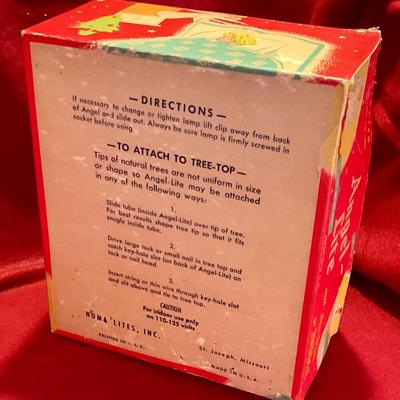 — DIRECTIONS —
If necessary to change or tighten lamp lift clip away from back
of Angel and slide out. Always be sure lamp is firmly screwed in
socket before using.
— TO ATTACH TO TREE-TOP —
Tips of natural trees are not uniform in size
or shape so Angel-Lite may be attached
in any of the following ways:
1.
Slide tube (inside Angel-Lite) over tip of tree.
For best results shape tree tip so that it fits
snugly inside tube.
2.
Drive large tack or small nail in tree top and
catch key-hole slot (on back of Angel-Lite) on
tack or nail head.
3.
Insert string or thin wire through key-hole slot
and slit above and tie to tree top.
CAUTION
For indoor use only
on 110-125 volts
NOMA LITES, INC.
St. Joseph, Missouri
PRINTED IN U.S.A.
MADE IN U.S.A.
Angel-
Lite